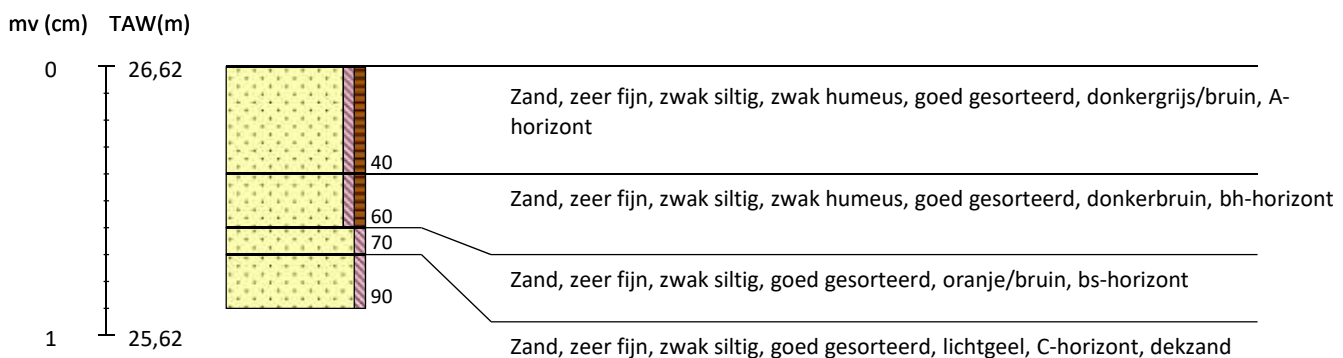 mv (cm) TAW(m)
0 26,62
Zand, zeer fijn, zwak siltig, zwak humeus, goed gesorteerd, donkergrijs/bruin, A-
horizont
40
Zand, zeer fijn, zwak siltig, zwak humeus, goed gesorteerd, donkerbruin, bh-horizont
60
70
Zand, zeer fijn, zwak siltig, goed gesorteerd, oranje/bruin, bs-horizont
90
1 25,62
Zand, zeer fijn, zwak siltig, goed gesorteerd, lichtgeel, C-horizont, dekzand